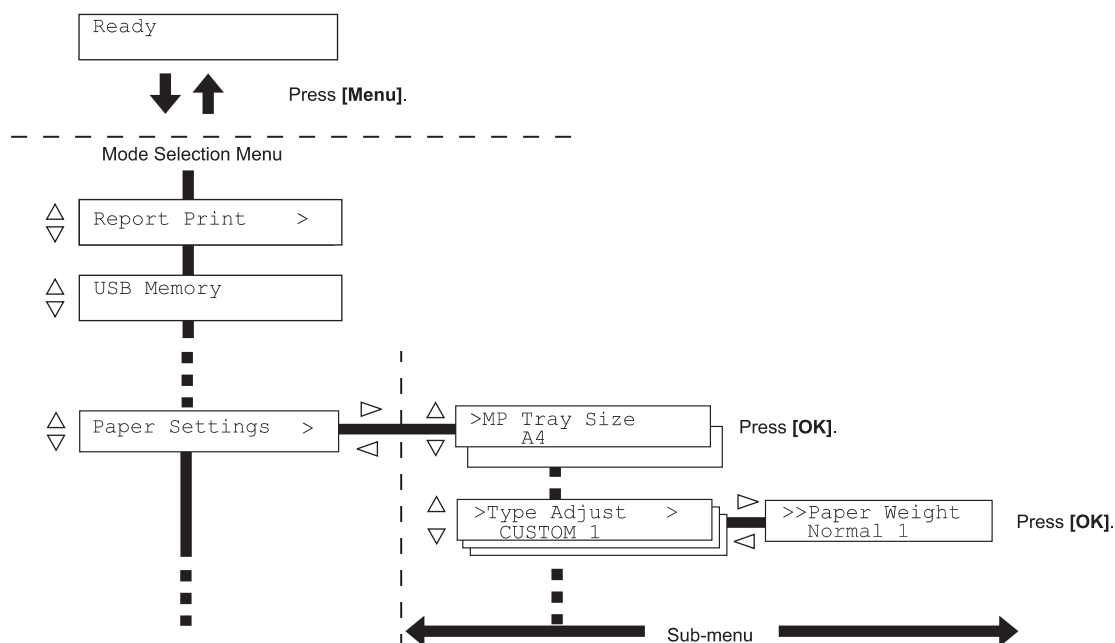 Ready
Press [Menu].
Mode Selection Menu
Report Print >
USB Memory
Paper Settings >
>MP Tray Size
A4
Press [OK].
>Type Adjust >
CUSTOM 1
>>Paper Weight
Normal 1
Press [OK].
Sub-menu